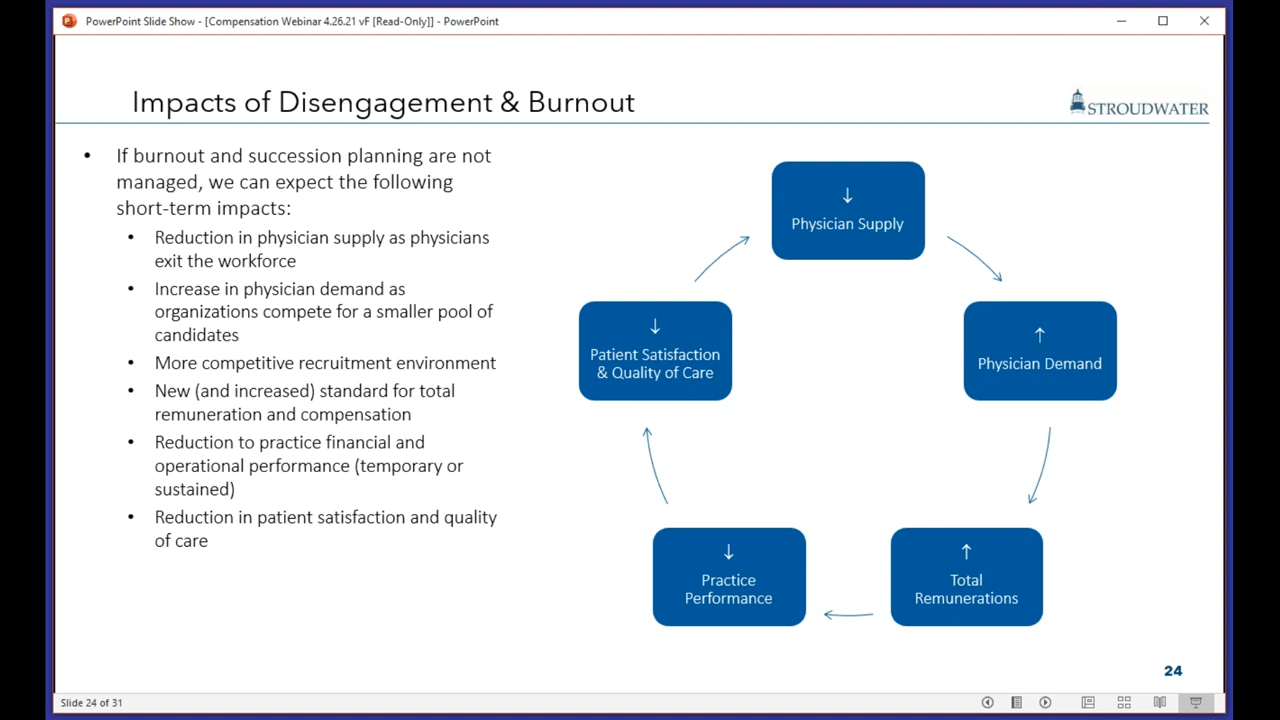 PowerPoint Slide Show - [Compensation Webinar 4.26.21 vF [Read-Only]] - PowerPoint
Impacts of Disengagement & Burnout
STROUDWATER
• If burnout and succession planning are not
managed, we can expect the following
short-term impacts:
• Reduction in physician supply as physicians
exit the workforce
• Increase in physician demand as
organizations compete for a smaller pool of
candidates
• More competitive recruitment environment
• New (and increased) standard for total
remuneration and compensation
• Reduction to practice financial and
operational performance (temporary or
sustained)
• Reduction in patient satisfaction and quality
of care
↓
Physician Supply
↑
Physician Demand
↑
Total
Remunerations
↓
Practice
Performance
↓
Patient Satisfaction
& Quality of Care
24
Slide 24 of 31